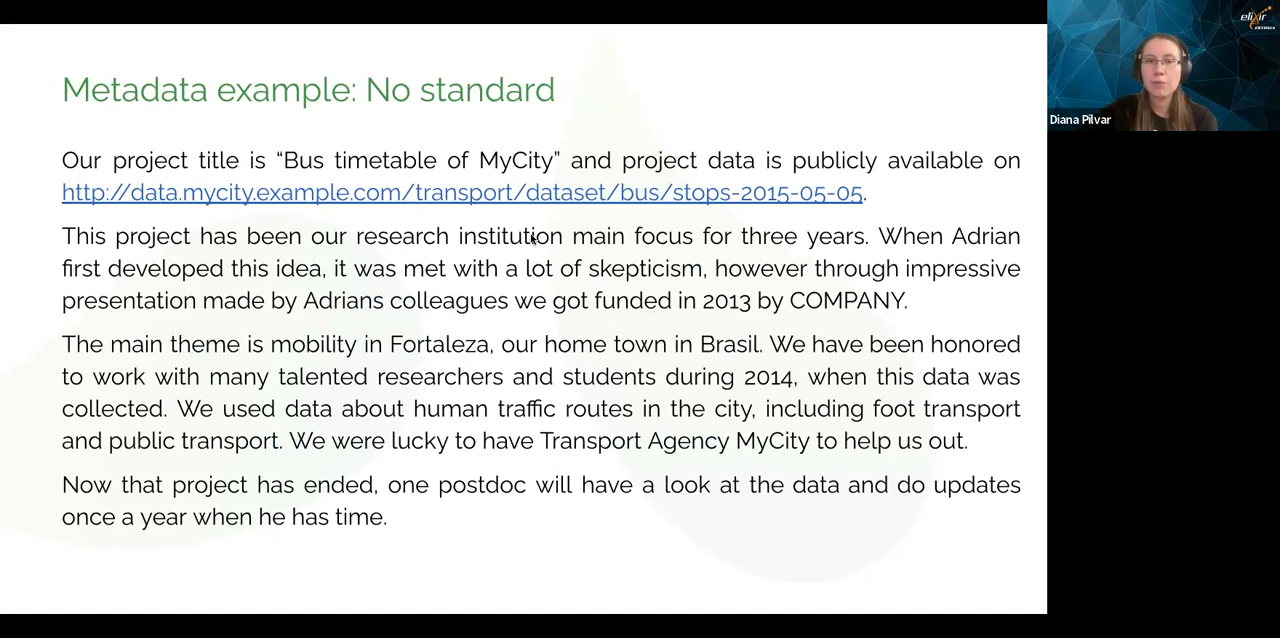 Metadata example: No standard
Our project title is “Bus timetable of MyCity” and project data is publicly available on
http://data.mycity.example.com/transport/dataset/bus/stops-2015-05-05.
This project has been our research institution main focus for three years. When Adrian
first developed this idea, it was met with a lot of skepticism, however through impressive
presentation made by Adrians colleagues we got funded in 2013 by COMPANY.
The main theme is mobility in Fortaleza, our home town in Brasil. We have been honored
to work with many talented researchers and students during 2014, when this data was
collected. We used data about human traffic routes in the city, including foot transport
and public transport. We were lucky to have Transport Agency MyCity to help us out.
Now that project has ended, one postdoc will have a look at the data and do updates
once a year when he has time.
elixir
ESTONIA
Diana Pilvar